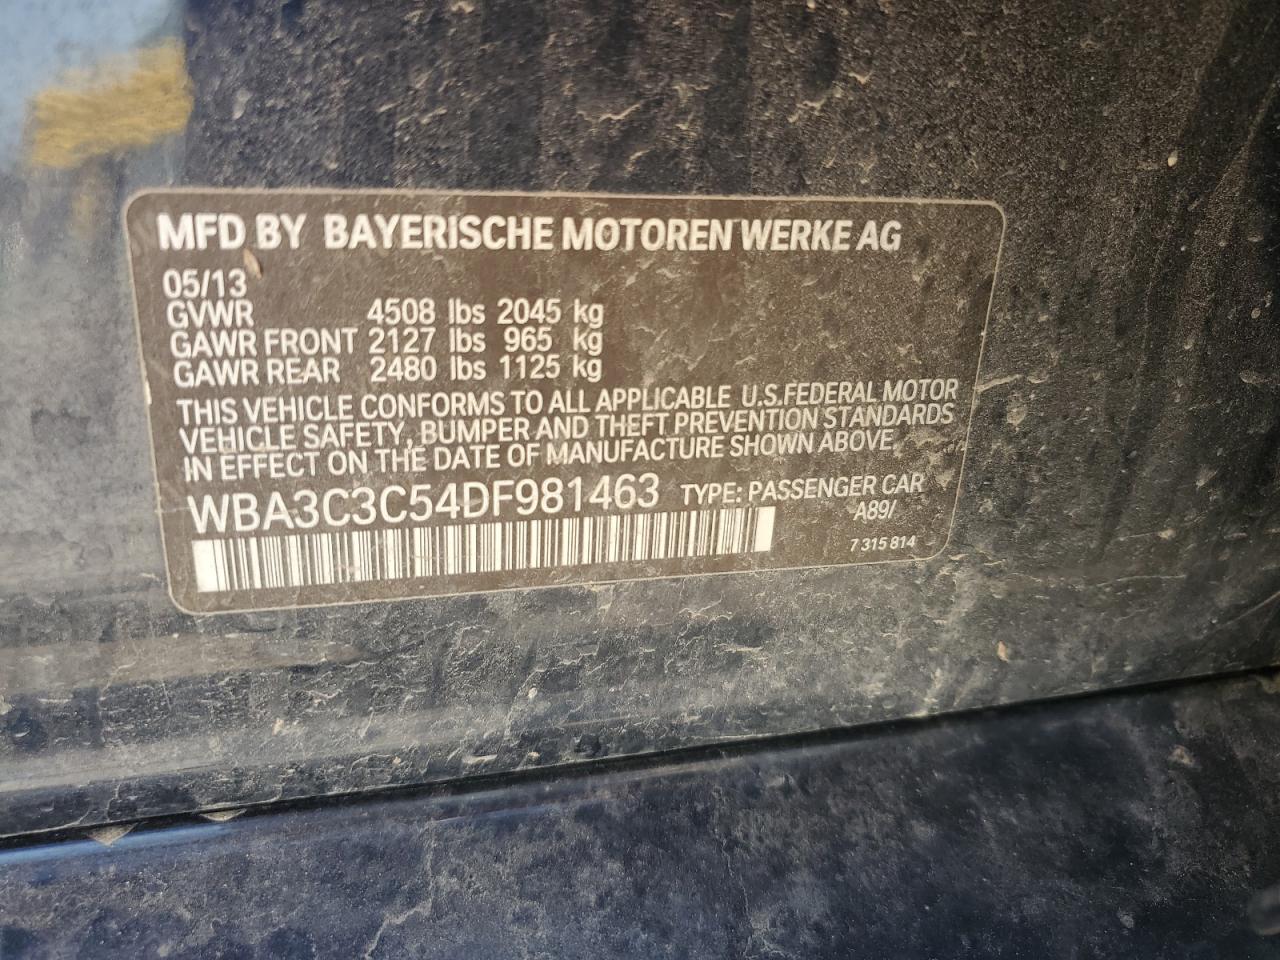 MFD BY BAYERISCHE MOTOREN WERKE AG
05/13
GVWR 4508 lbs 2045 kg
GAWR FRONT 2127 lbs 965 kg
GAWR REAR 2480 lbs 1125 kg
THIS VEHICLE CONFORMS TO ALL APPLICABLE U.S.FEDERAL MOTOR
VEHICLE SAFETY, BUMPER AND THEFT PREVENTION STANDARDS
IN EFFECT ON THE DATE OF MANUFACTURE SHOWN ABOVE.
WBA3C3C54DF981463 TYPE: PASSENGER CAR
A89/
7 315 814